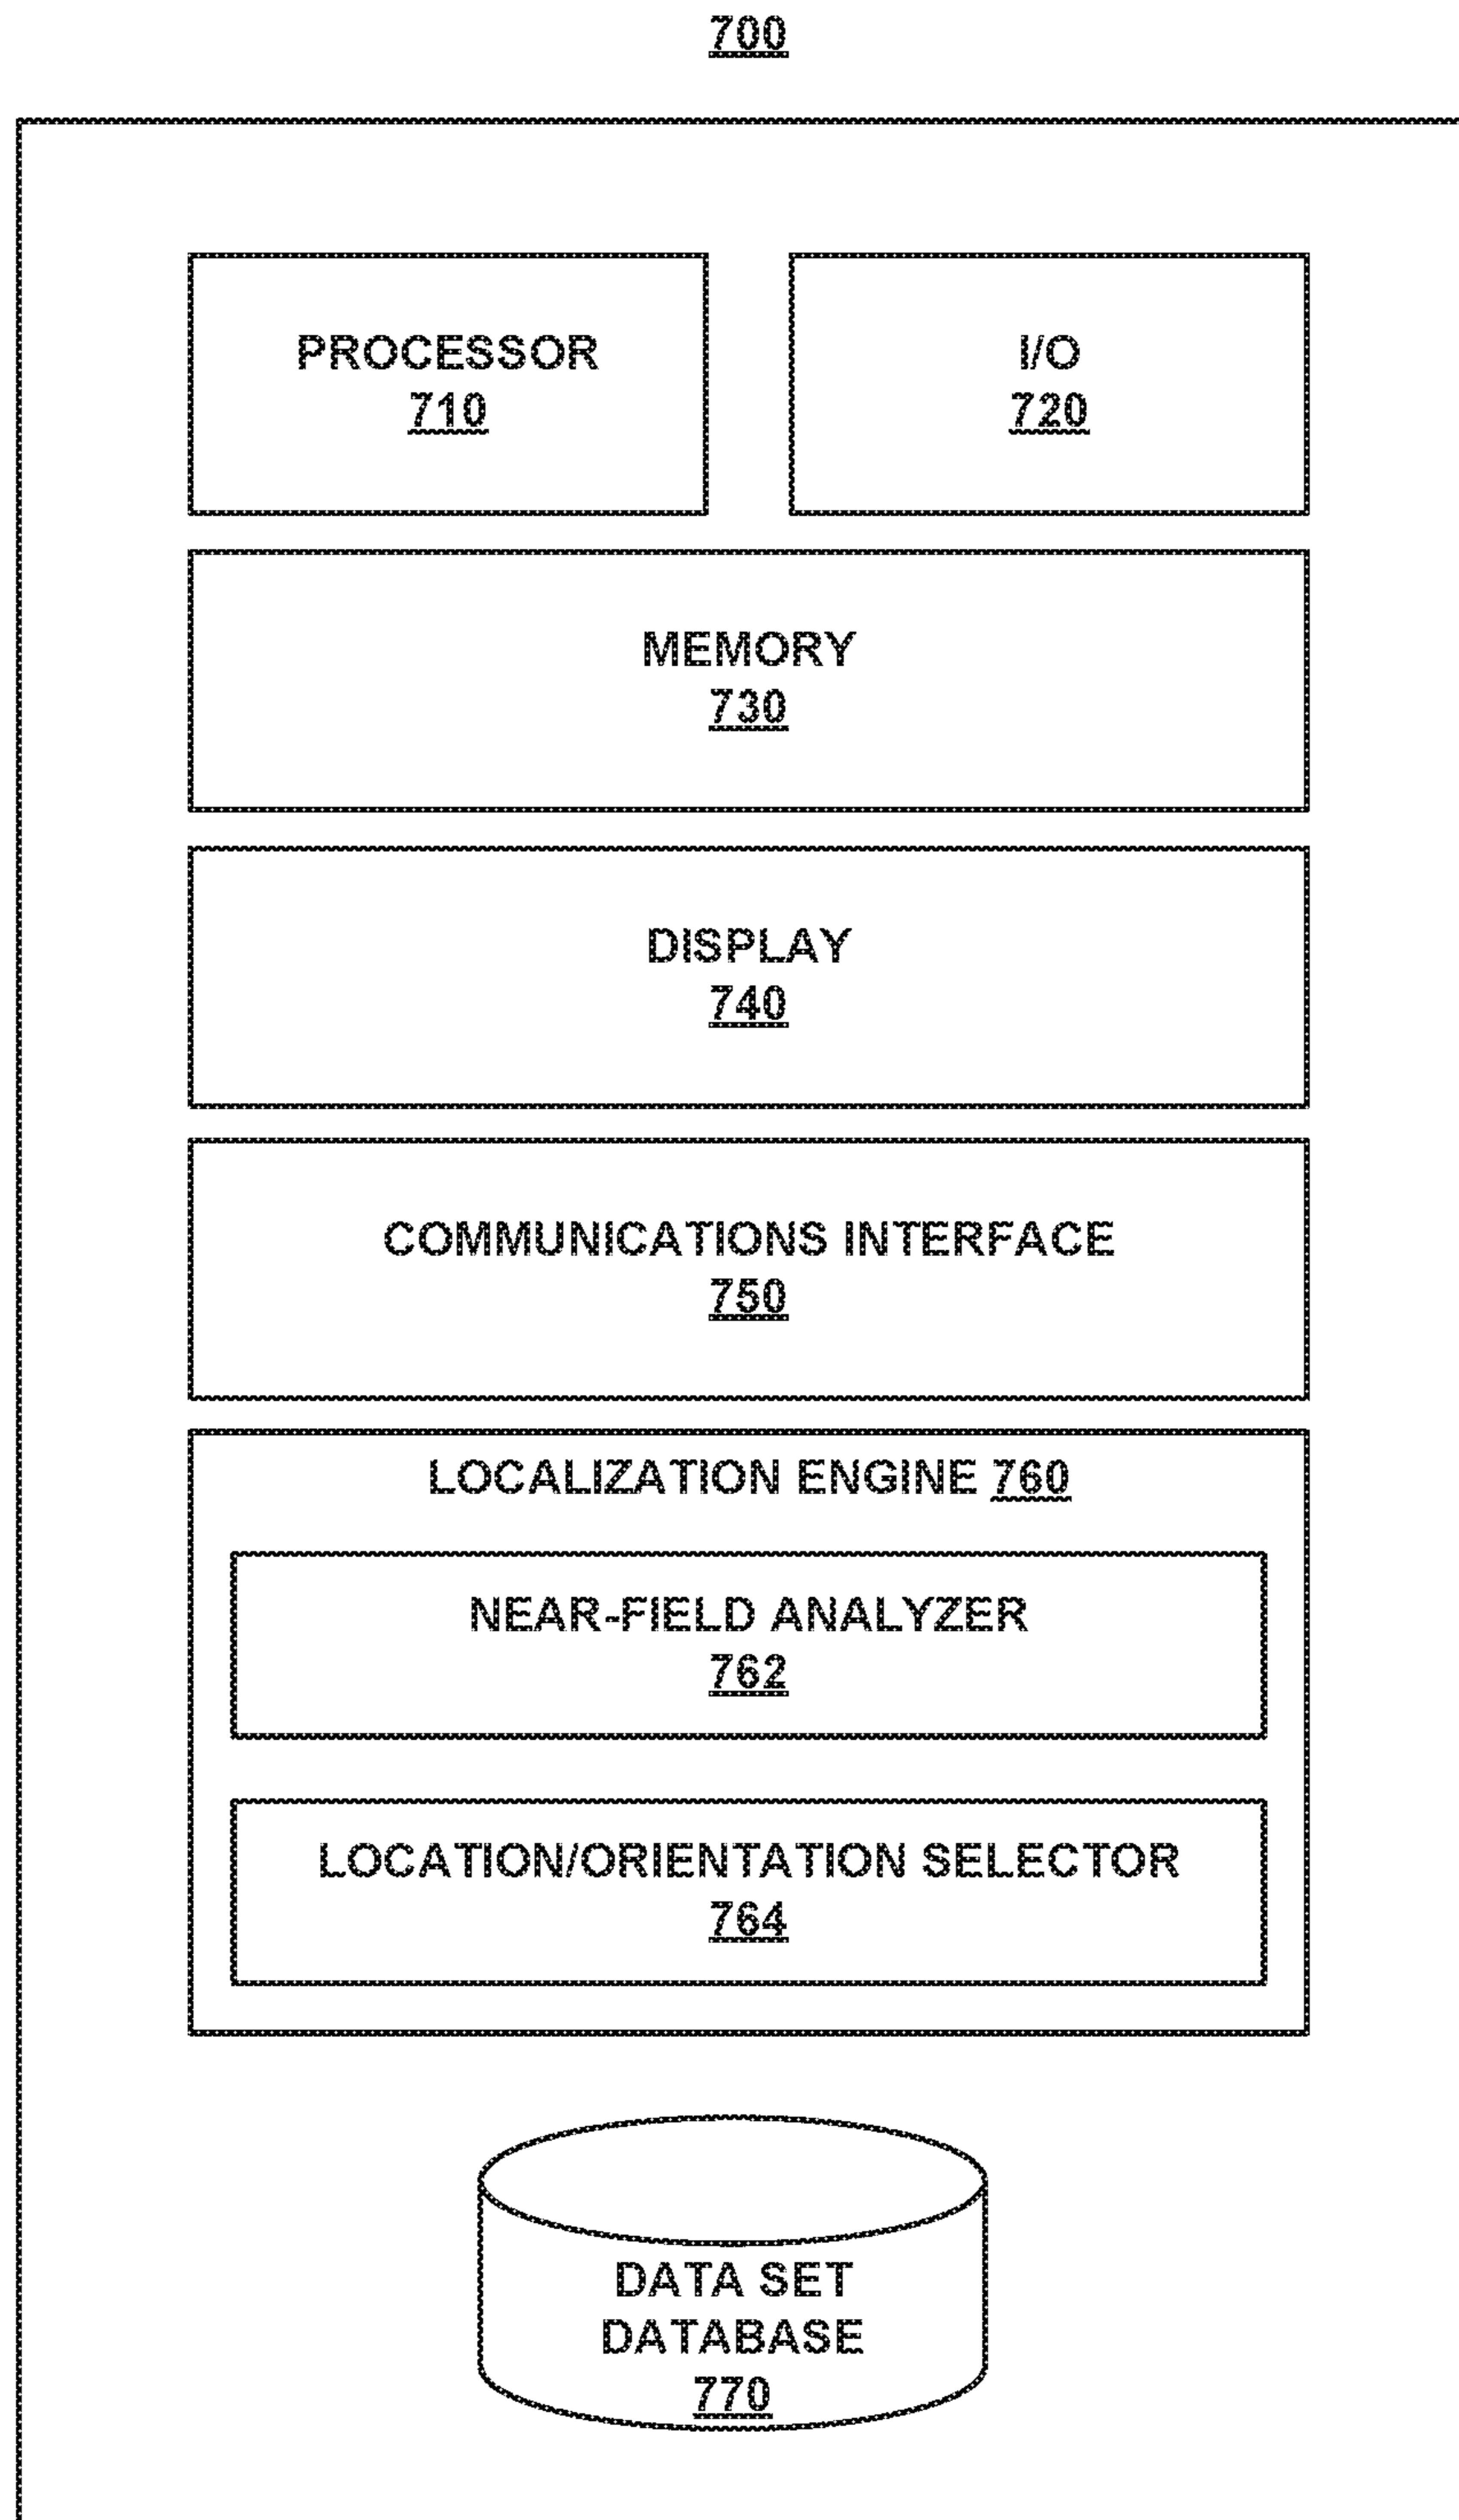 700
PROCESSOR
710
I/O
720
MEMORY
730
DISPLAY
740
COMMUNICATIONS INTERFACE
750
LOCALIZATION ENGINE 760
NEAR-FIELD ANALYZER
762
LOCATION/ORIENTATION SELECTOR
764
DATA SET
DATABASE
770